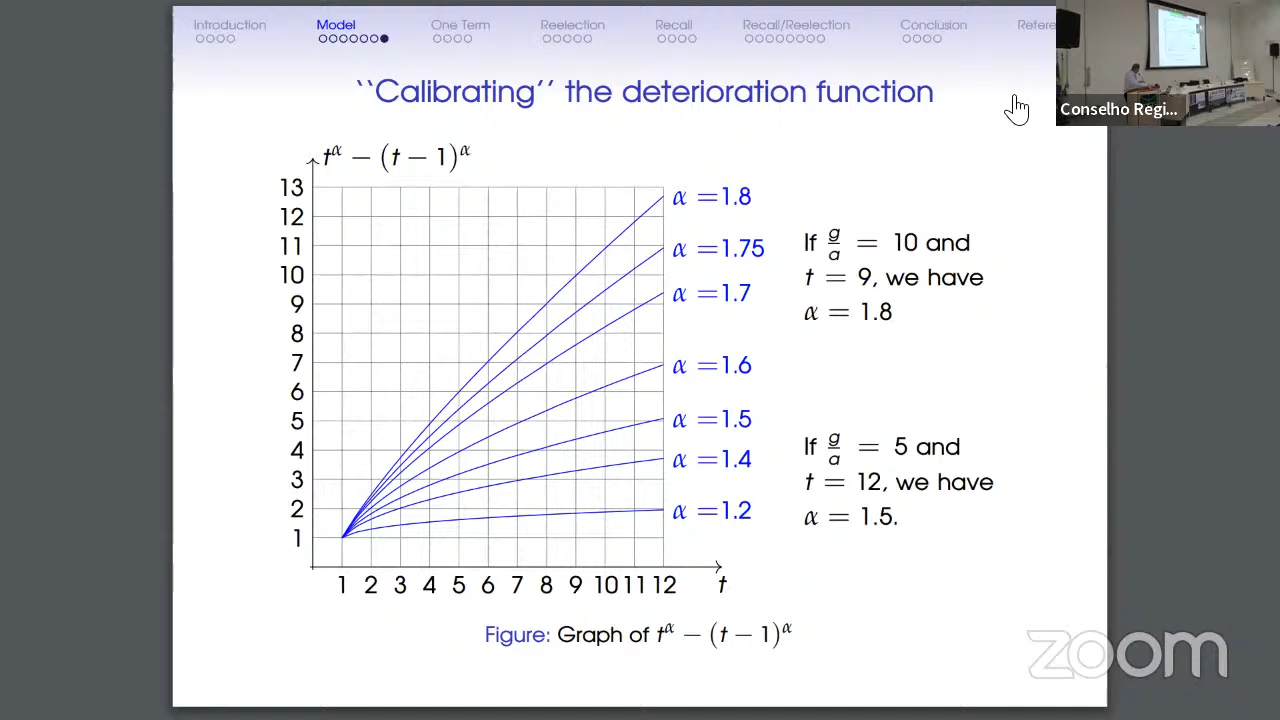 Introduction
Model
One Term
Reelection
Recall
Recall/Reelection
Conclusion
Refere
Conselho Regi...
``Calibrating'' the deterioration function
t^α − (t − 1)^α
13
12
11
10
9
8
7
6
5
4
3
2
1
α =1.8
α =1.75
α =1.7
α =1.6
α =1.5
α =1.4
α =1.2
1 2 3 4 5 6 7 8 9 10 11 12 t
If g/a = 10 and
t = 9, we have
α = 1.8
If g/a = 5 and
t = 12, we have
α = 1.5.
Figure: Graph of t^α − (t − 1)^α
zoom